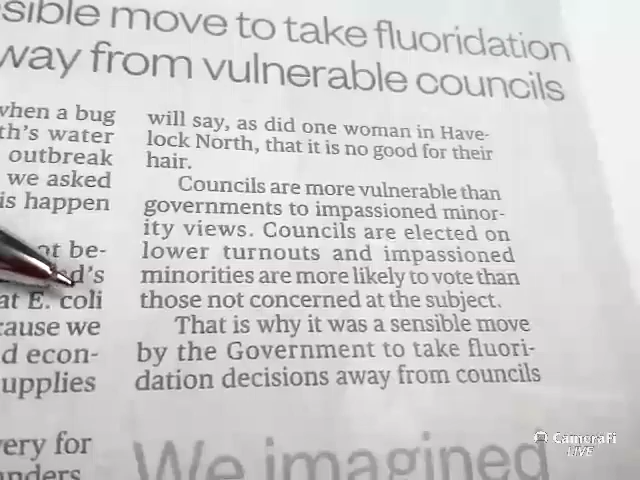 sible move to take fluoridation
way from vulnerable councils
when a bug
th's water
outbreak
we asked
is happen
at be-
d's
at E. coli
cause we
d econ-
upplies
very for
anders
will say, as did one woman in Have-
lock North, that it is no good for their
hair.
Councils are more vulnerable than
governments to impassioned minor-
ity views. Councils are elected on
lower turnouts and impassioned
minorities are more likely to vote than
those not concerned at the subject.
That is why it was a sensible move
by the Government to take fluori-
dation decisions away from councils
We imagined
CameraFi
LIVE